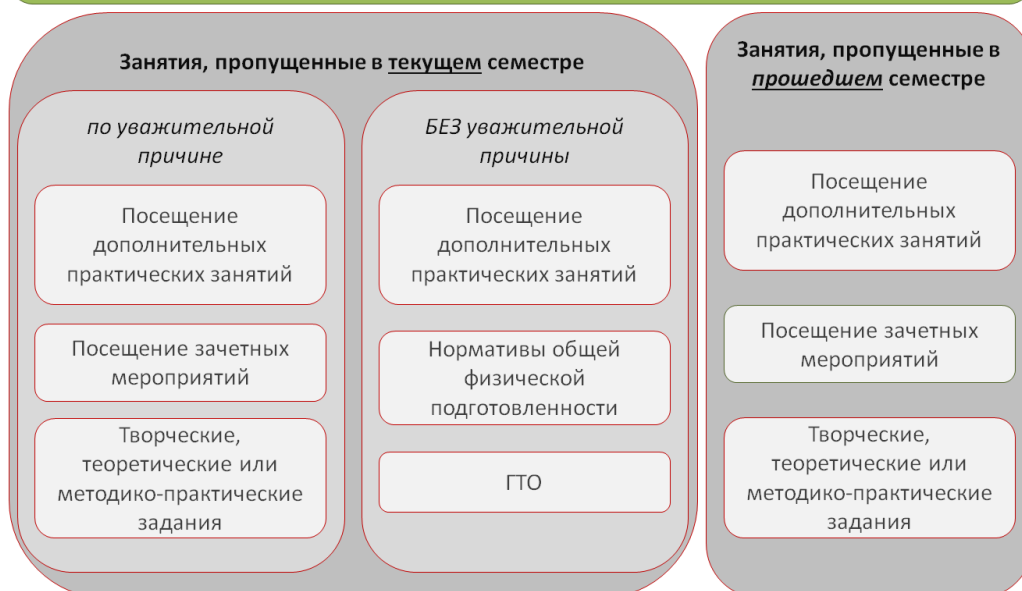 Занятия, пропущенные в текущем семестре
по уважительной
причине
Посещение
дополнительных
практических занятий
Посещение зачетных
мероприятий
Творческие,
теоретические или
методико-практические
задания
БЕЗ уважительной
причины
Посещение
дополнительных
практических занятий
Нормативы общей
физической
подготовленности
ГТО
Занятия, пропущенные в
прошедшем семестре
Посещение
дополнительных
практических занятий
Посещение зачетных
мероприятий
Творческие,
теоретические или
методико-практические
задания